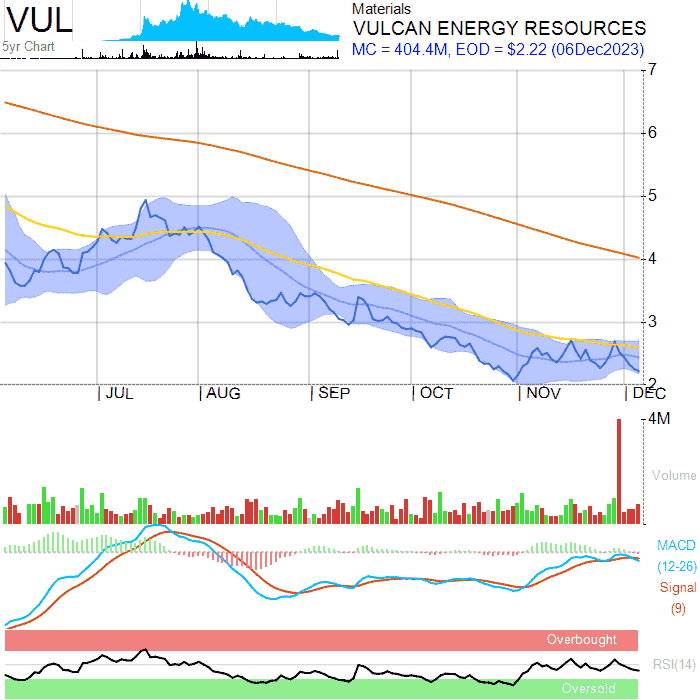 VUL
5yr Chart
Materials
VULCAN ENERGY RESOURCES
MC = 404.4M, EOD = $2.22 (06Dec2023)
7
6
5
4
3
2
JUL AUG SEP OCT NOV DEC
4M
Volume
MACD
(12-26)
Signal
(9)
Overbought
RSI(14)
Oversold